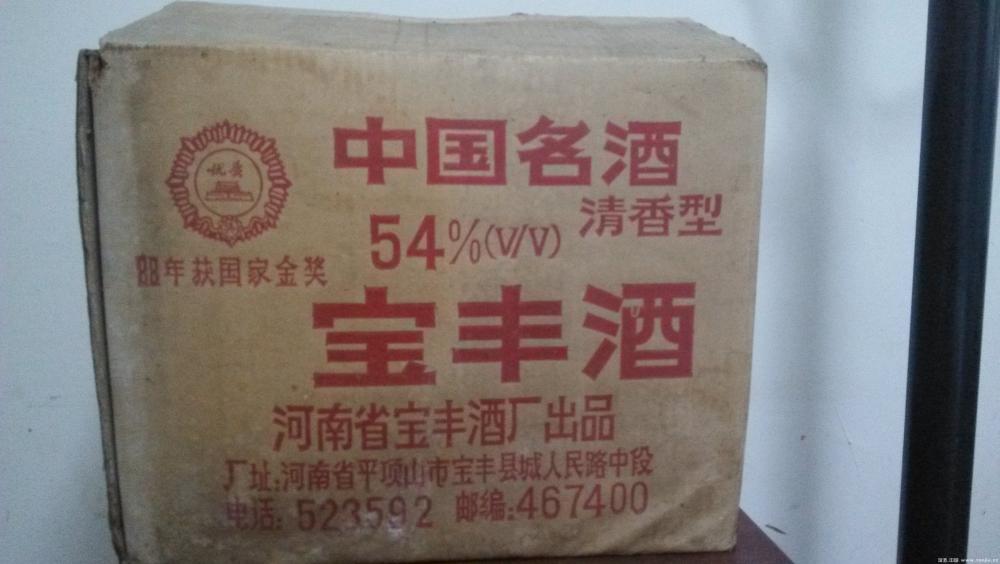 中国名酒
优质
清香型
54%(V/V)
88年获国家金奖
宝丰酒
河南省宝丰酒厂出品
厂址:河南省平顶山市宝丰县城人民路中段
电话: 523592 邮编:467400